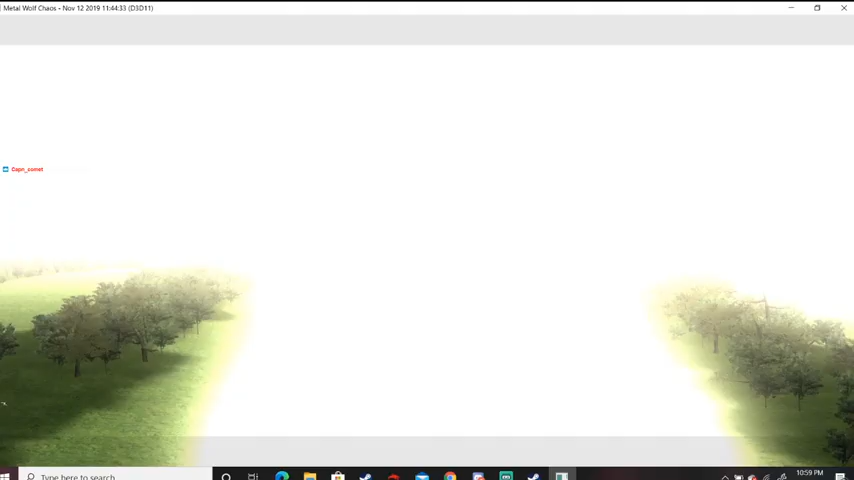 Metal Wolf Chaos - Nov 12 2019 11:44:33 (D3D11)
Capn_comet
Type here to search
10:59 PM